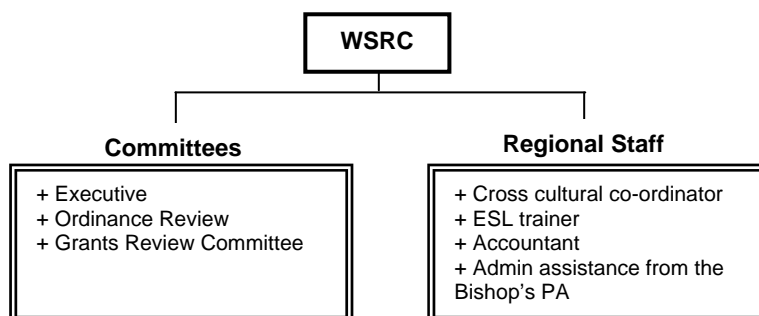 WSRC
Committees
+ Executive
+ Ordinance Review
+ Grants Review Committee
Regional Staff
+ Cross cultural co-ordinator
+ ESL trainer
+ Accountant
+ Admin assistance from the
Bishop's PA